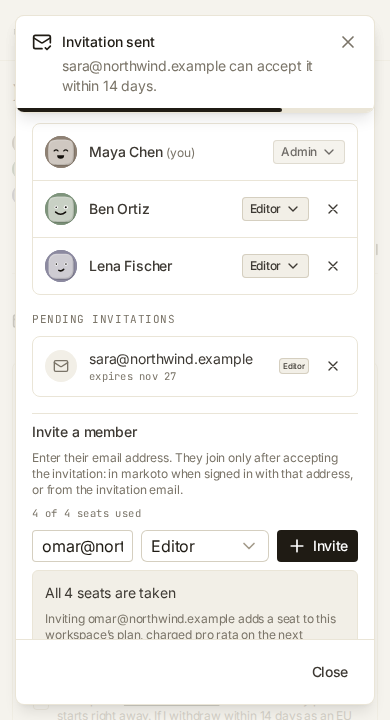 Invitation sent
sara@northwind.example can accept it
within 14 days.
Maya Chen (you)
Admin
Ben Ortiz
Editor
Lena Fischer
Editor
PENDING INVITATIONS
sara@northwind.example
expires nov 27
Editor
Invite a member
Enter their email address. They join only after accepting
the invitation: in markoto when signed in with that address,
or from the invitation email.
4 of 4 seats used
omar@nort
Editor
Invite
All 4 seats are taken
Inviting omar@northwind.example adds a seat to this
workspace's plan, charged pro rata on the next
Close
starts right away. If I withdraw within 14 days as an EU